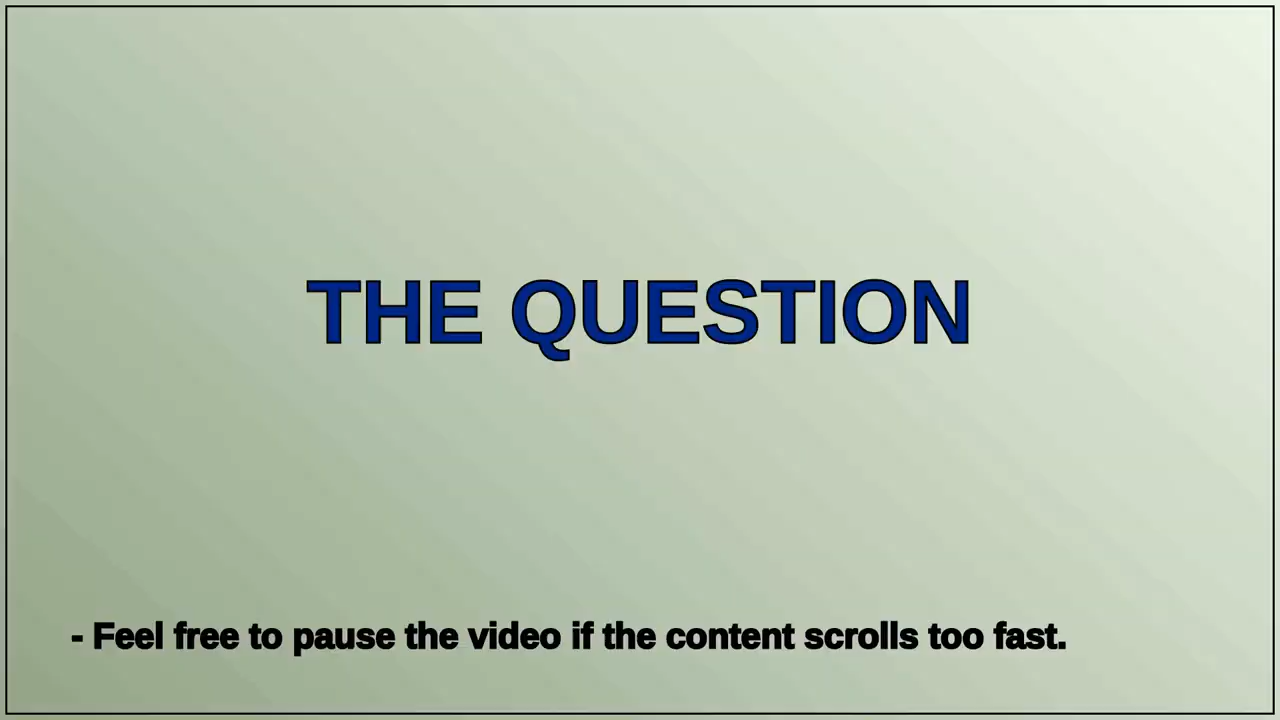 THE QUESTION
- Feel free to pause the video if the content scrolls too fast.